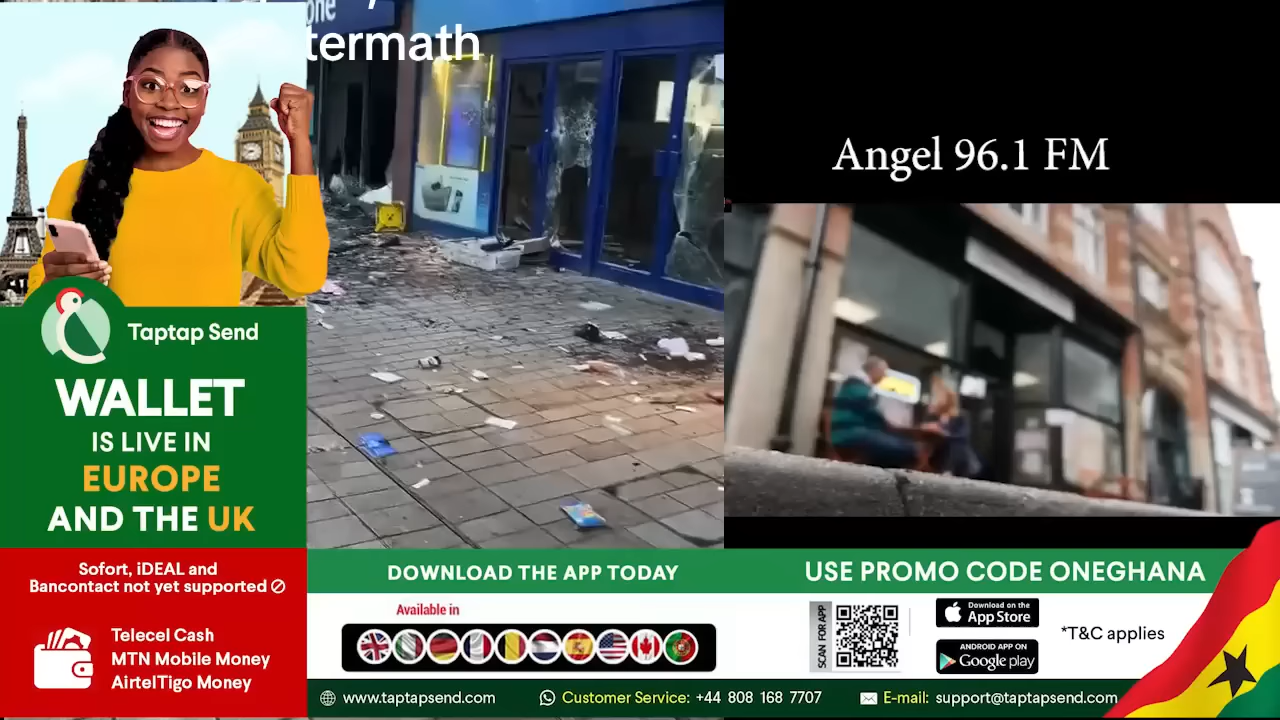 one
termath
Angel 96.1 FM
Taptap Send
WALLET
IS LIVE IN
EUROPE
AND THE UK
Sofort, iDEAL and
Bancontact not yet supported
Telecel Cash
MTN Mobile Money
AirtelTigo Money
DOWNLOAD THE APP TODAY
USE PROMO CODE ONEGHANA
Available in
SCAN FOR APP
Download on the
App Store
ANDROID APP ON
Google play
*T&C applies
www.taptapsend.com
Customer Service: +44 808 168 7707
E-mail: support@taptapsend.com